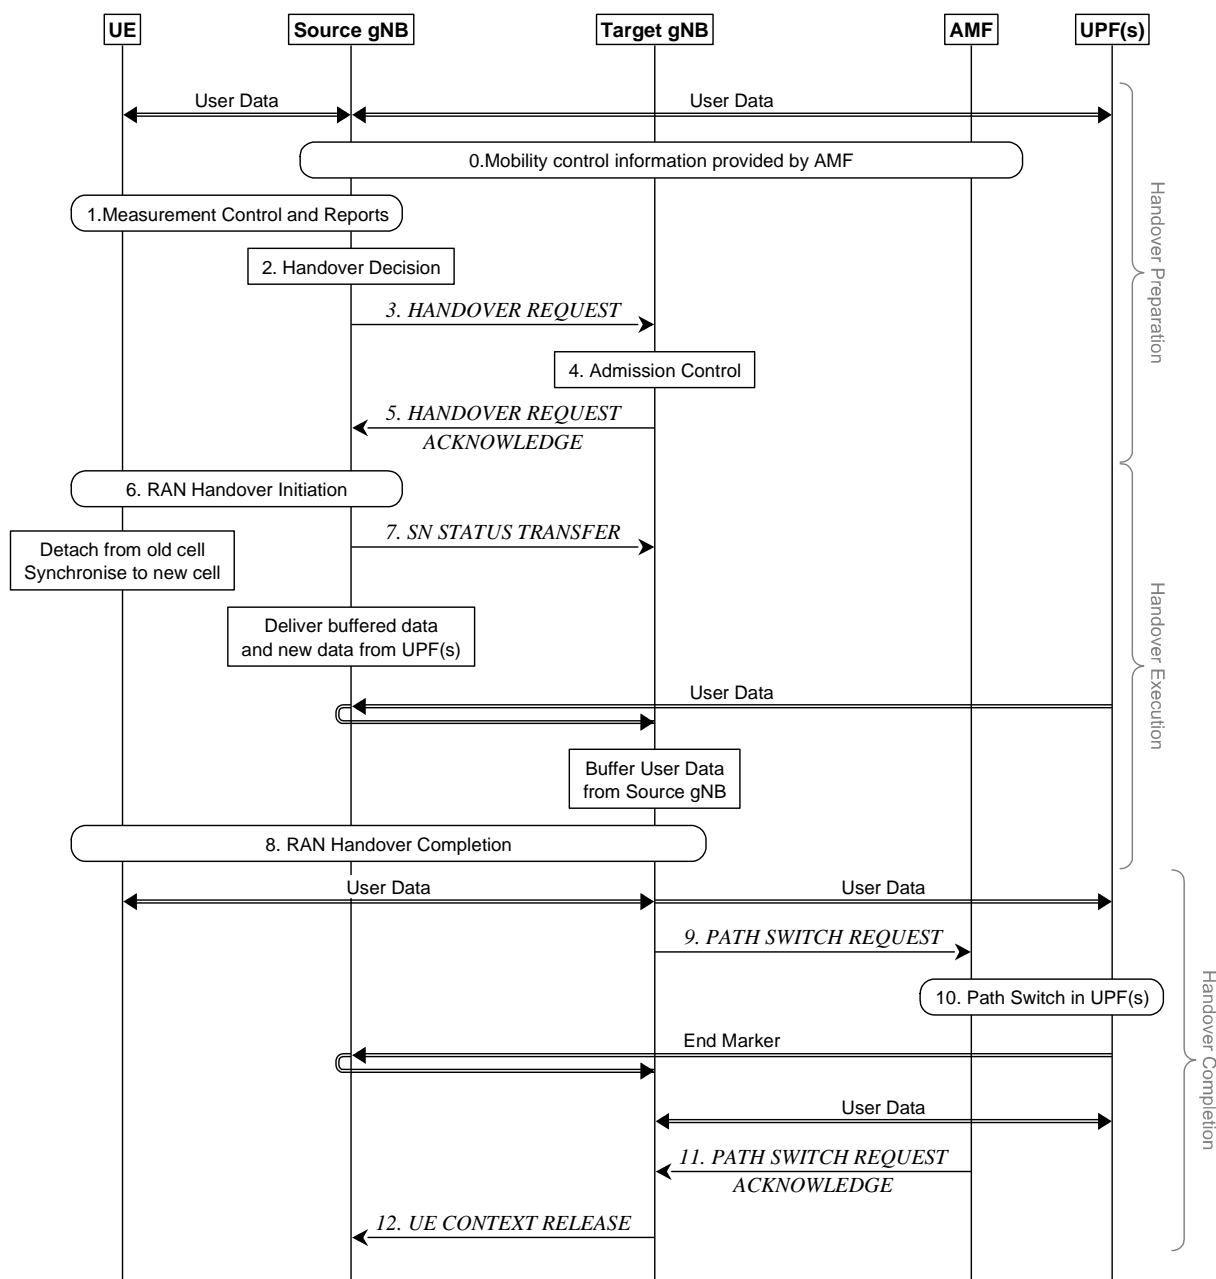 UE
Source gNB
Target gNB
AMF
UPF(s)
User Data
User Data
0.Mobility control information provided by AMF
1.Measurement Control and Reports
2. Handover Decision
3. HANDOVER REQUEST
4. Admission Control
5. HANDOVER REQUEST
ACKNOWLEDGE
Handover Preparation
6. RAN Handover Initiation
7. SN STATUS TRANSFER
Detach from old cell
Synchronise to new cell
Deliver buffered data
and new data from UPF(s)
User Data
Buffer User Data
from Source gNB
8. RAN Handover Completion
Handover Execution
User Data
User Data
9. PATH SWITCH REQUEST
10. Path Switch in UPF(s)
End Marker
User Data
11. PATH SWITCH REQUEST
ACKNOWLEDGE
12. UE CONTEXT RELEASE
Handover Completion